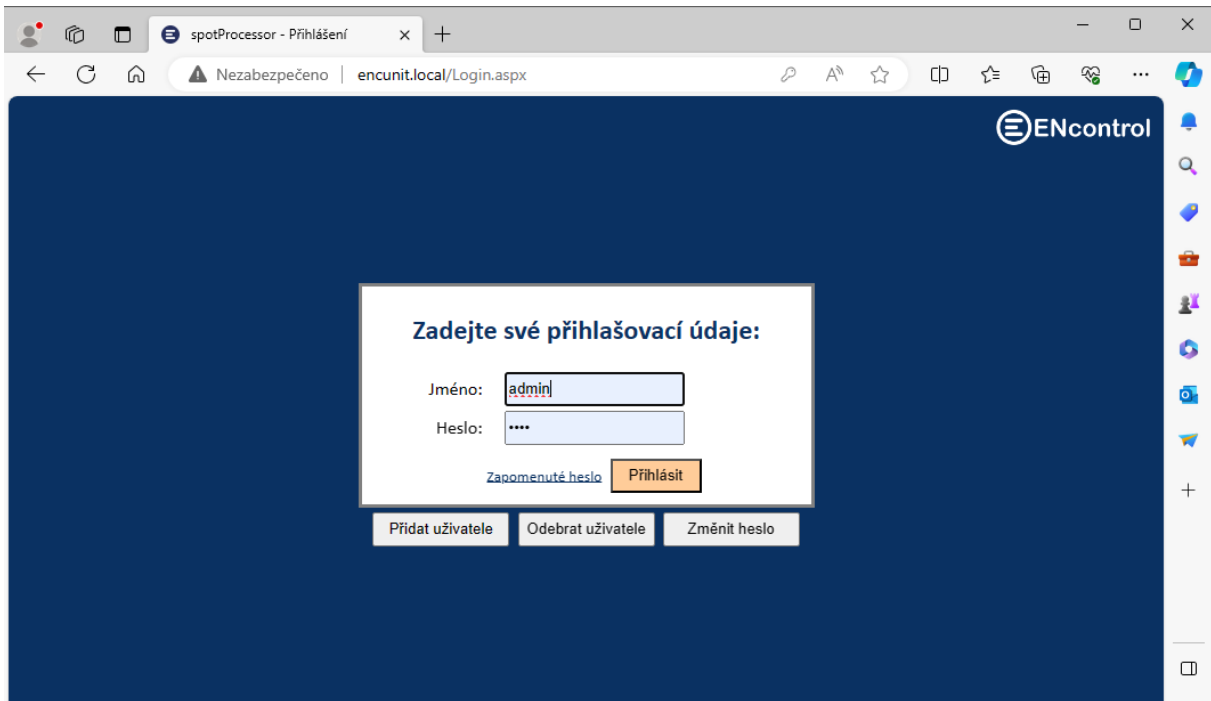 spotProcessor - Přihlášení
Nezabezpečeno encunit.local/Login.aspx
ENcontrol
Zadejte své přihlašovací údaje:
Jméno: admin
Heslo: ••••
Zapomenuté heslo Přihlásit
Přidat uživatele Odebrat uživatele Změnit heslo